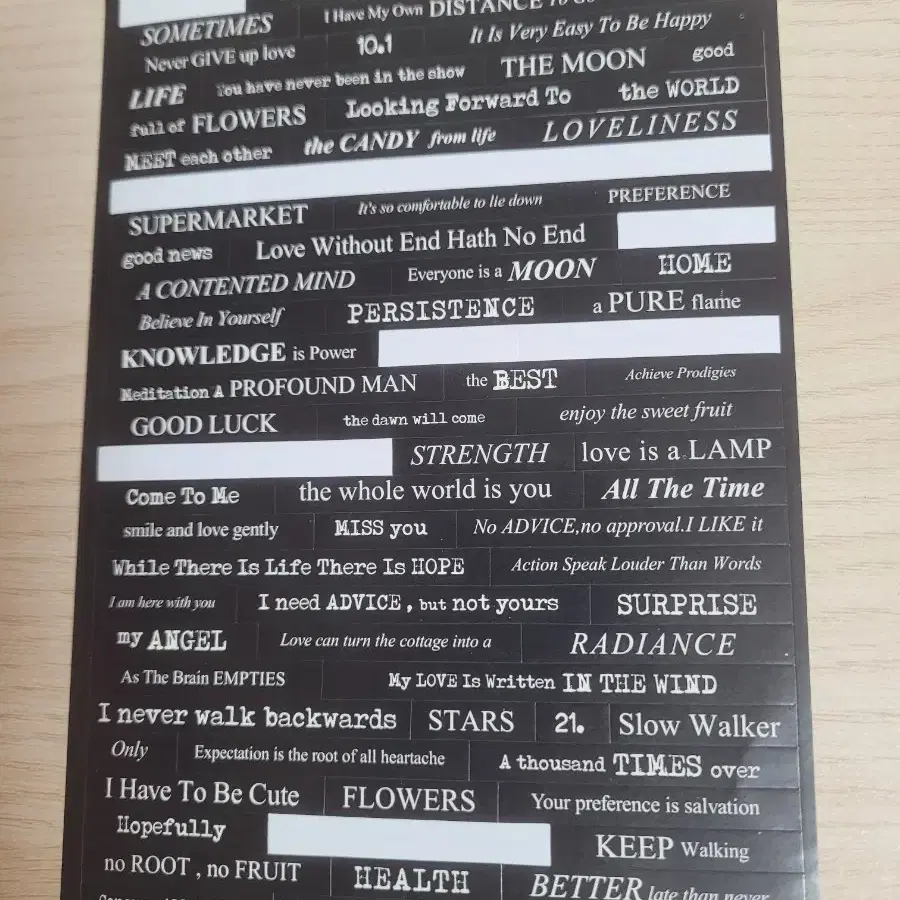 I Have My Own DISTANCE To
SOMETIMES
It Is Very Easy To Be Happy
Never GIVE up love 10.1
LIFE You have never been in the show THE MOON good
full of FLOWERS Looking Forward To the WORLD
MEET each other the CANDY from life LOVELINESS
SUPERMARKET It's so comfortable to lie down PREFERENCE
good news Love Without End Hath No End
A CONTENTED MIND Everyone is a MOON HOME
Believe In Yourself PERSISTENCE a PURE flame
KNOWLEDGE is Power
Meditation A PROFOUND MAN the BEST Achieve Prodigies
GOOD LUCK the dawn will come enjoy the sweet fruit
STRENGTH love is a LAMP
Come To Me the whole world is you All The Time
smile and love gently MISS you No ADVICE,no approval.I LIKE it
While There Is Life There Is HOPE Action Speak Louder Than Words
I am here with you I need ADVICE , but not yours SURPRISE
my ANGEL Love can turn the cottage into a RADIANCE
As The Brain EMPTIES My LOVE Is Written IN THE WIND
I never walk backwards STARS 21. Slow Walker
Only Expectation is the root of all heartache A thousand TIMES over
I Have To Be Cute FLOWERS Your preference is salvation
Hopefully KEEP Walking
no ROOT , no FRUIT HEALTH BETTER late than never